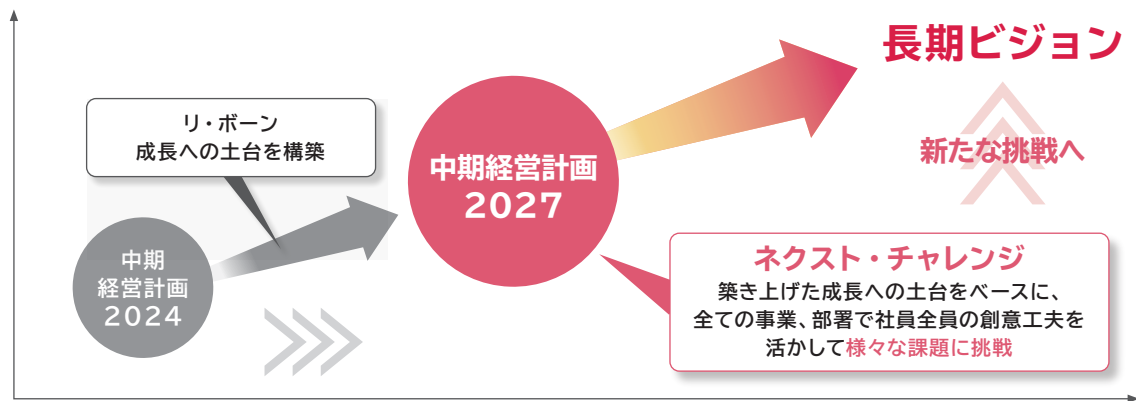 長期ビジョン
新たな挑戦へ
リ・ボーン
成長への土台を構築
中期経営計画
2027
中期
経営計画
2024
ネクスト・チャレンジ
築き上げた成長への土台をベースに、
全ての事業、部署で社員全員の創意工夫を
活かして様々な課題に挑戦